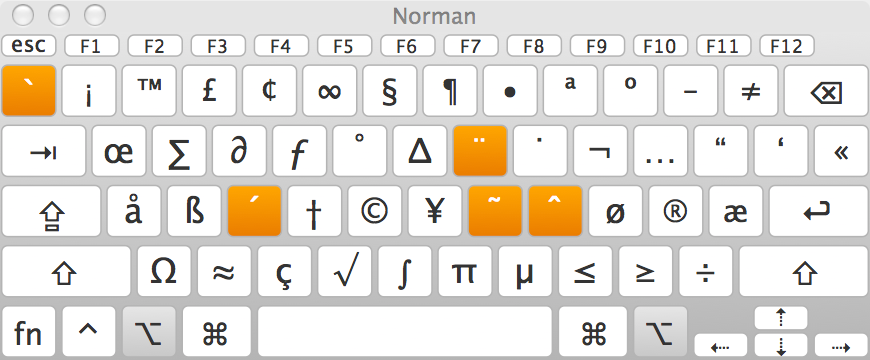 Norman
esc F1 F2 F3 F4 F5 F6 F7 F8 F9 F10 F11 F12
` ¡ ™ £ ¢ ∞ § ¶ • ª º – ≠ ⌫
⇥ œ ∑ ∂ ƒ ˚ ∆ ¨ ˙ ¬ … “ ‘ «
⇪ å ß ´ † © ¥ ˜ ˆ ø ® æ ↩
⇧ Ω ≈ ç √ ∫ π µ ≤ ≥ ÷ ⇧
fn ^ ⌥ ⌘ ⌘ ⌥ ⇠ ⇡ ⇣ ⇢